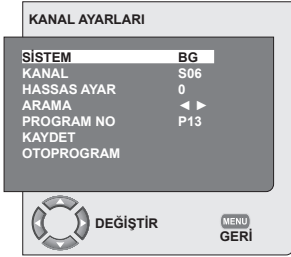 KANAL AYARLARI
SİSTEM BG
KANAL S06
HASSAS AYAR 0
ARAMA ◄ ►
PROGRAM NO P13
KAYDET
OTOPROGRAM
DEĞİŞTİR
MENU
GERİ